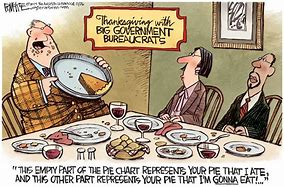 Thanksgiving with
BIG GOVERNMENT
BUREAUCRATS
"THIS EMPTY PART OF THE PIE CHART REPRESENTS YOUR PIE THAT I ATE,
AND THIS OTHER PART REPRESENTS YOUR PIE THAT I'M GONNA EAT!...."